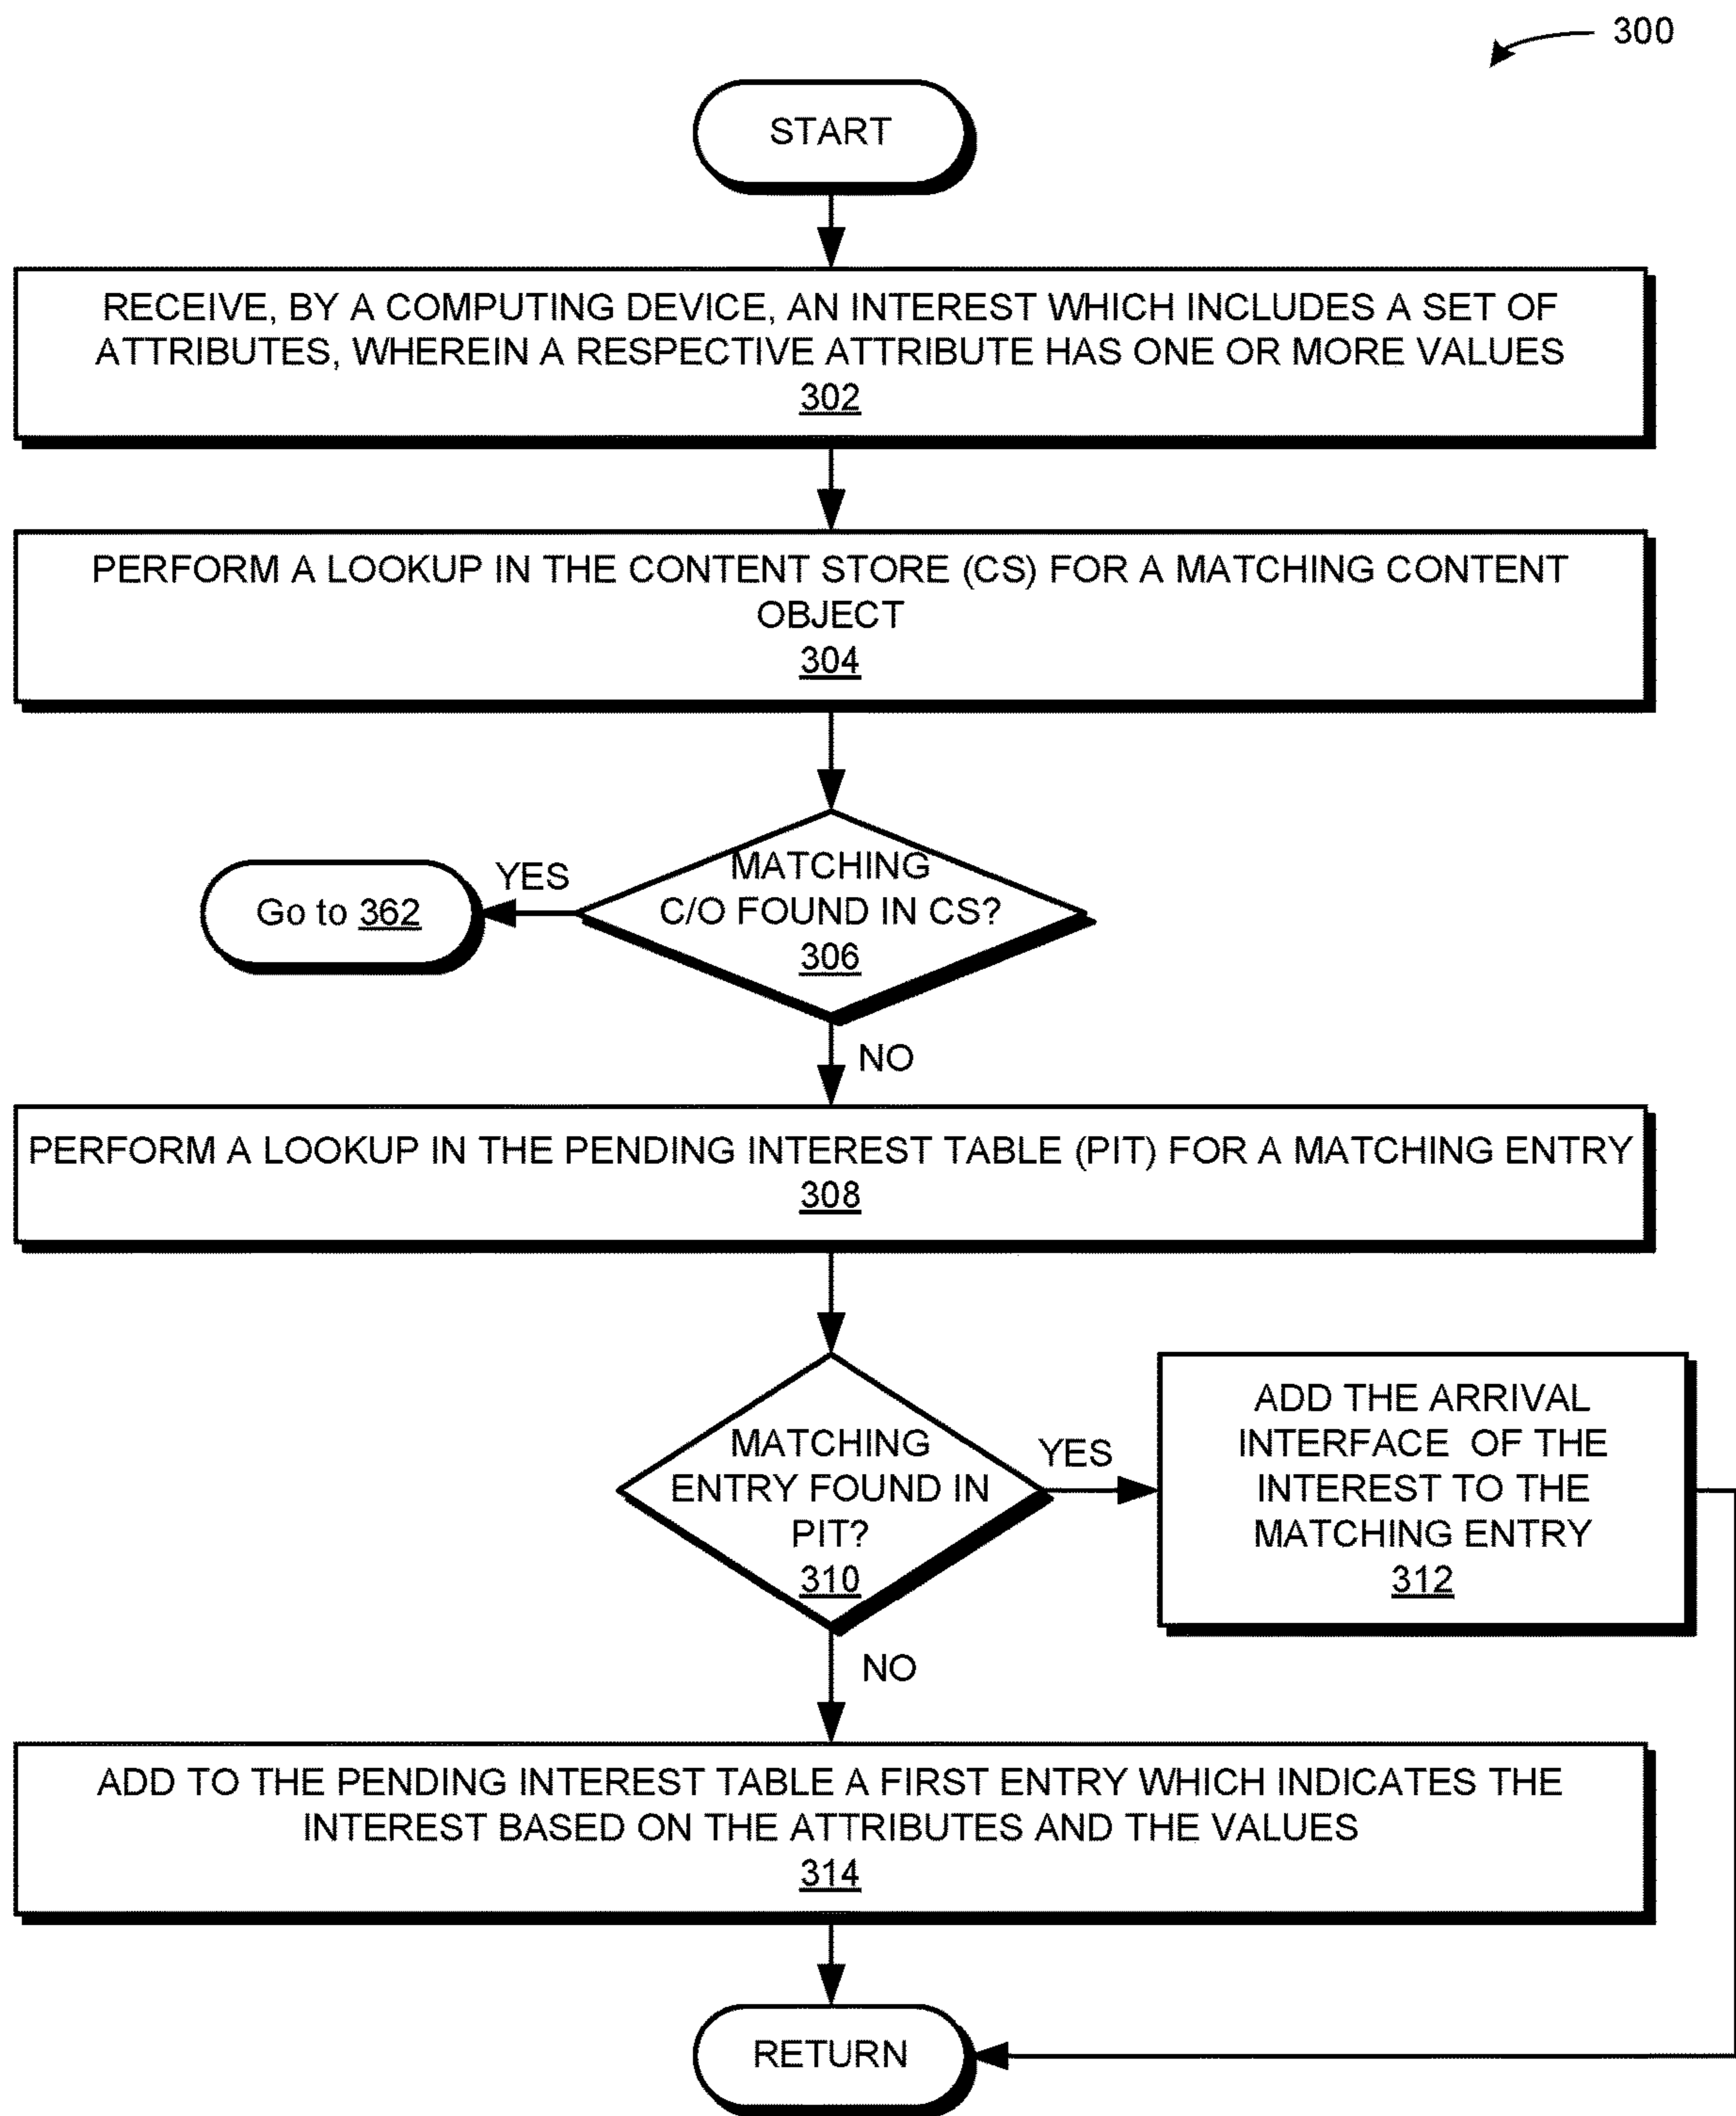 300
START
RECEIVE, BY A COMPUTING DEVICE, AN INTEREST WHICH INCLUDES A SET OF
ATTRIBUTES, WHEREIN A RESPECTIVE ATTRIBUTE HAS ONE OR MORE VALUES
302
PERFORM A LOOKUP IN THE CONTENT STORE (CS) FOR A MATCHING CONTENT
OBJECT
304
MATCHING
C/O FOUND IN CS?
306
YES
Go to 362
NO
PERFORM A LOOKUP IN THE PENDING INTEREST TABLE (PIT) FOR A MATCHING ENTRY
308
MATCHING
ENTRY FOUND IN
PIT?
310
YES
ADD THE ARRIVAL
INTERFACE OF THE
INTEREST TO THE
MATCHING ENTRY
312
NO
ADD TO THE PENDING INTEREST TABLE A FIRST ENTRY WHICH INDICATES THE
INTEREST BASED ON THE ATTRIBUTES AND THE VALUES
314
RETURN